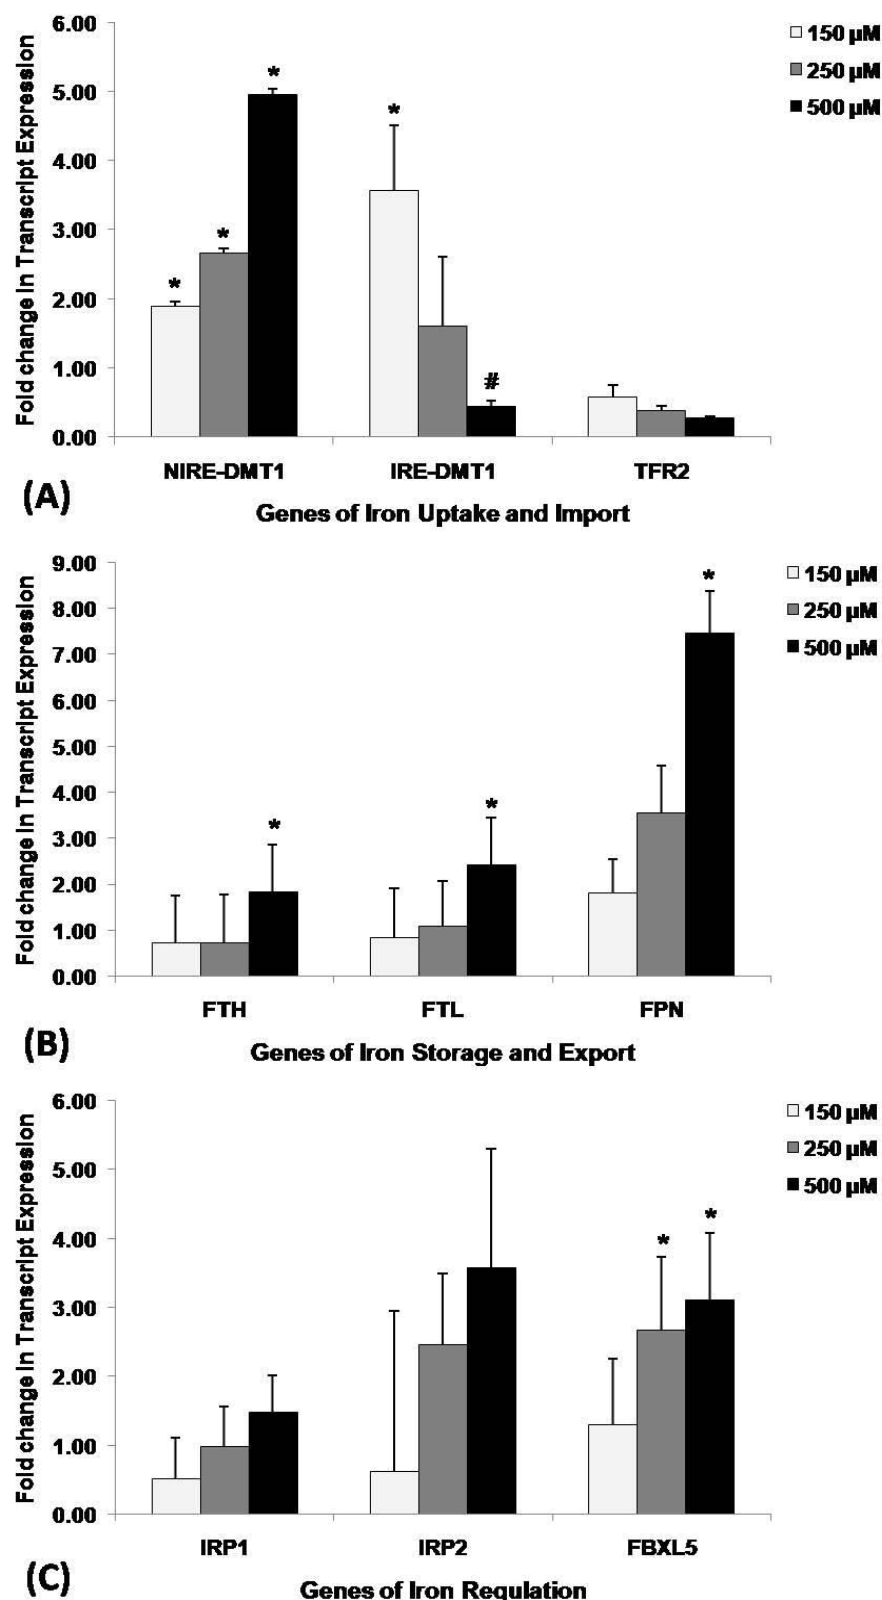 6.00
5.00
4.00
3.00
2.00
1.00
0.00
Fold change In Transcript Expression
*
*
*
*
#
150 µM
250 µM
500 µM
NIRE-DMT1 IRE-DMT1 TFR2
(A)
Genes of Iron Uptake and Import
9.00
8.00
7.00
6.00
5.00
4.00
3.00
2.00
1.00
0.00
Fold change In Transcript Expression
*
*
*
150 µM
250 µM
500 µM
FTH FTL FPN
(B)
Genes of Iron Storage and Export
6.00
5.00
4.00
3.00
2.00
1.00
0.00
Fold change In Transcript Expression
*
*
150 µM
250 µM
500 µM
IRP1 IRP2 FBXL5
(C)
Genes of Iron Regulation